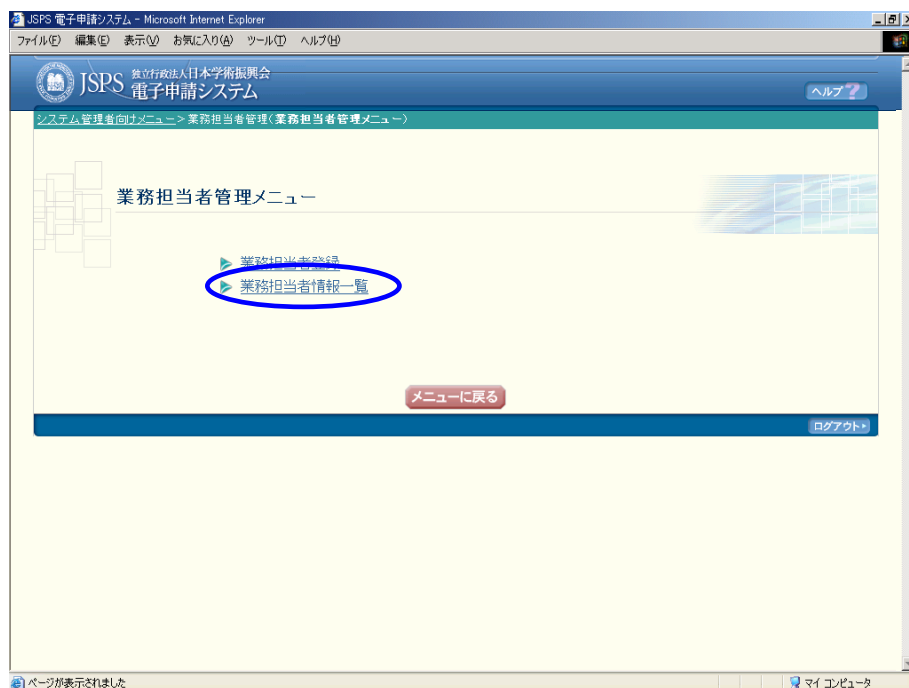 JSPS 電子申請システム - Microsoft Internet Explorer
ファイル(F) 編集(E) 表示(V) お気に入り(A) ツール(T) ヘルプ(H)
JSPS 独立行政法人日本学術振興会
電子申請システム
ヘルプ?
システム管理者向けメニュー>業務担当者管理(業務担当者管理メニュー)
業務担当者管理メニュー
業務担当者登録
業務担当者情報一覧
メニューに戻る
ログアウト
ページが表示されました
マイ コンピュータ